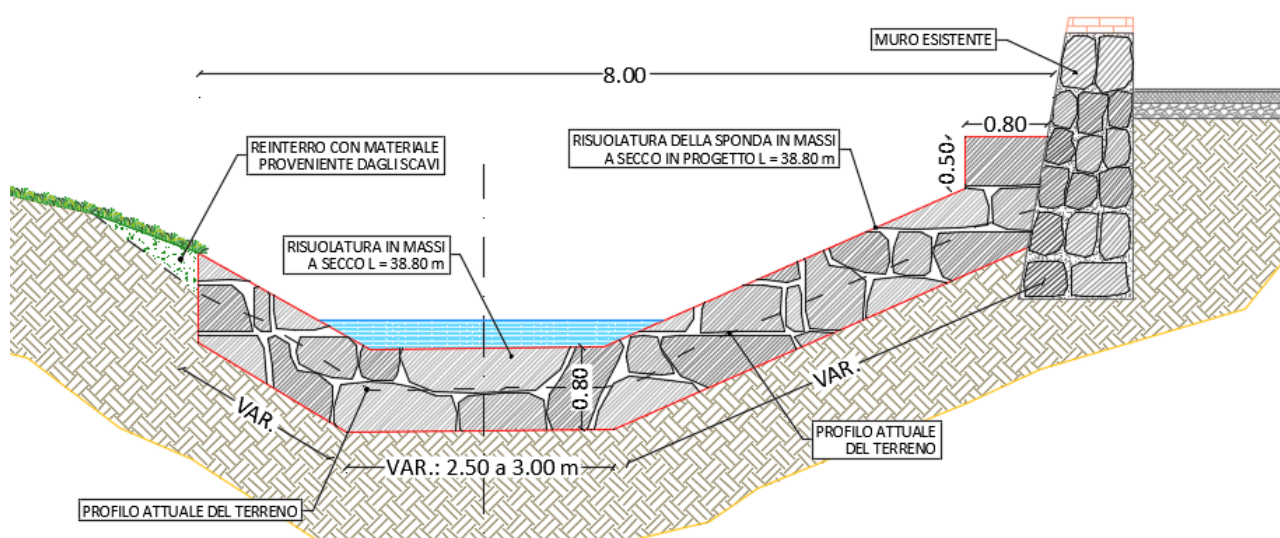 MURO ESISTENTE
8.00
0.80
RISUOLATURA DELLA SPONDA IN MASSI
A SECCO IN PROGETTO L = 38.80 m
0.50
REINTERRO CON MATERIALE
PROVENIENTE DAGLI SCAVI
RISUOLATURA IN MASSI
A SECCO L = 38.80 m
0.80
VAR.
VAR.
PROFILO ATTUALE
DEL TERRENO
VAR.: 2.50 a 3.00 m
PROFILO ATTUALE DEL TERRENO